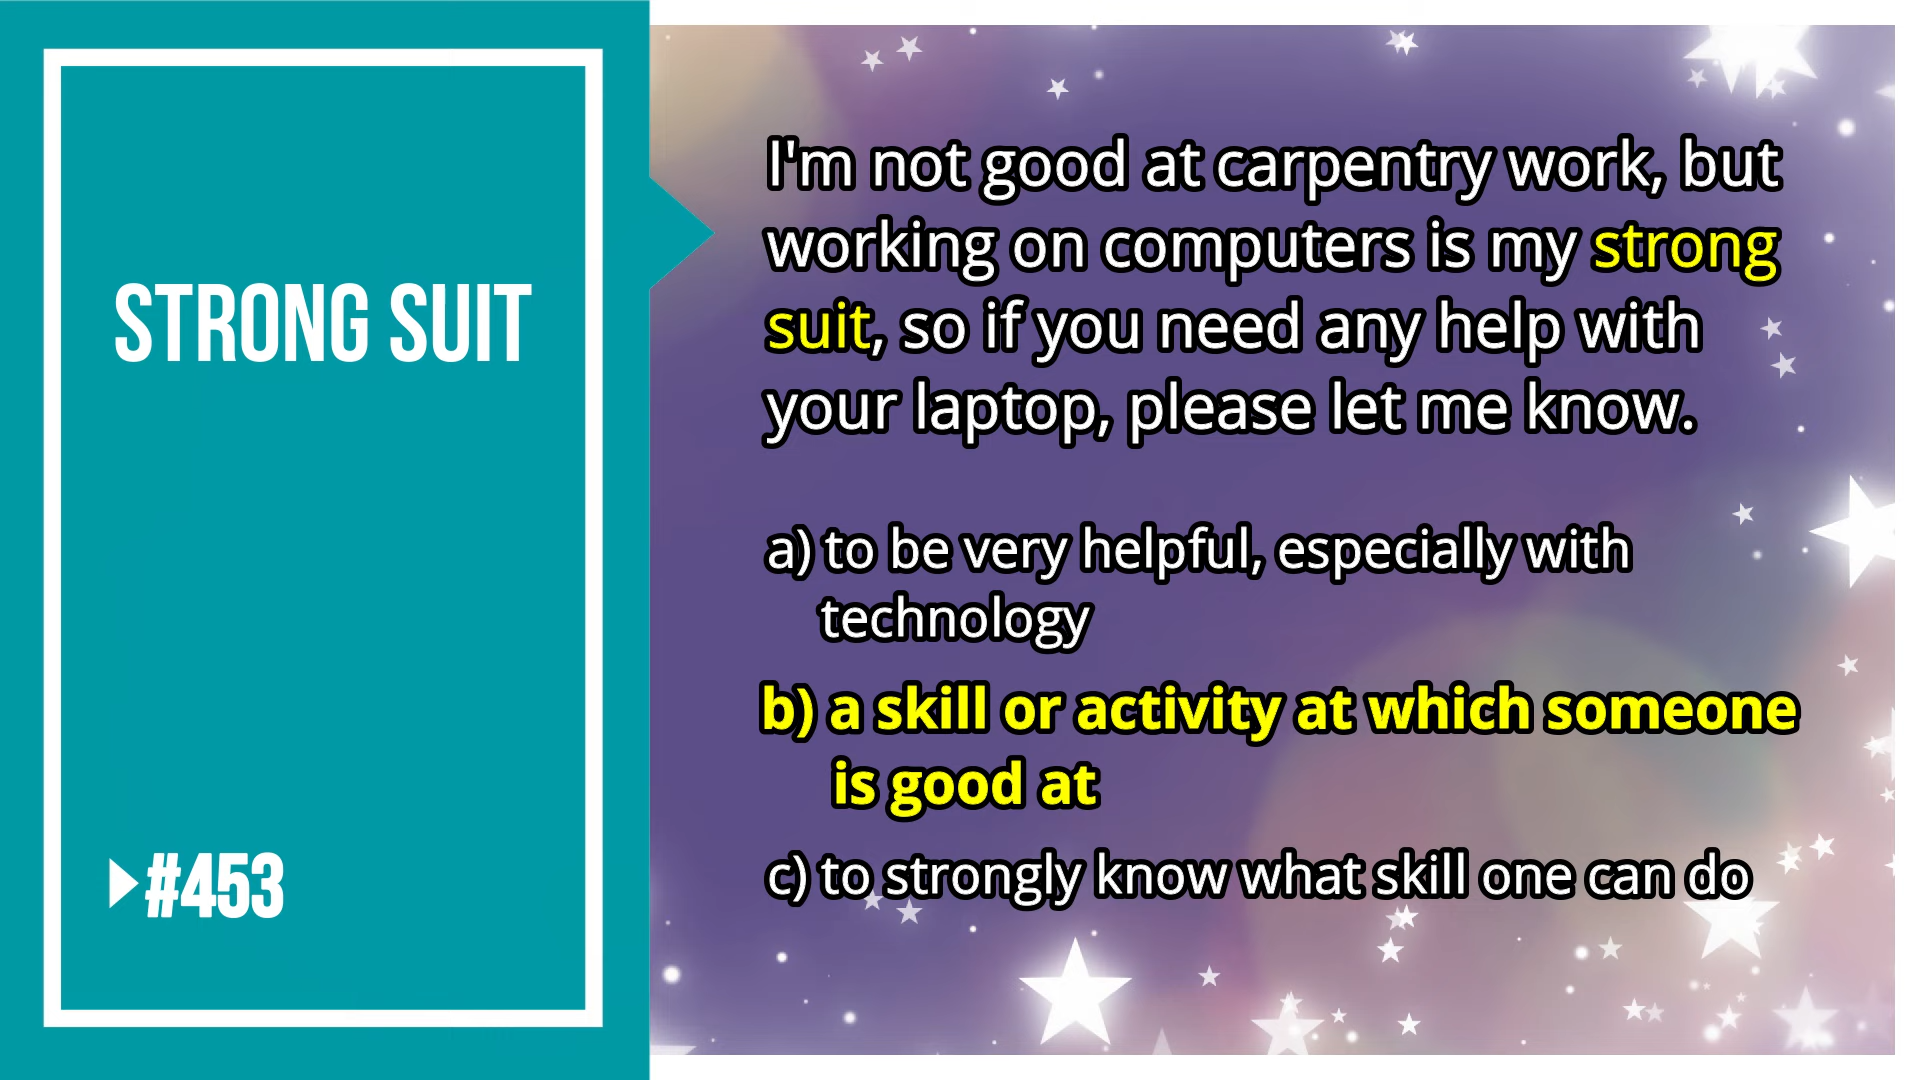 STRONG SUIT
#453
I'm not good at carpentry work, but
working on computers is my strong
suit, so if you need any help with
your laptop, please let me know.
a) to be very helpful, especially with
technology
b) a skill or activity at which someone
is good at
c) to strongly know what skill one can do